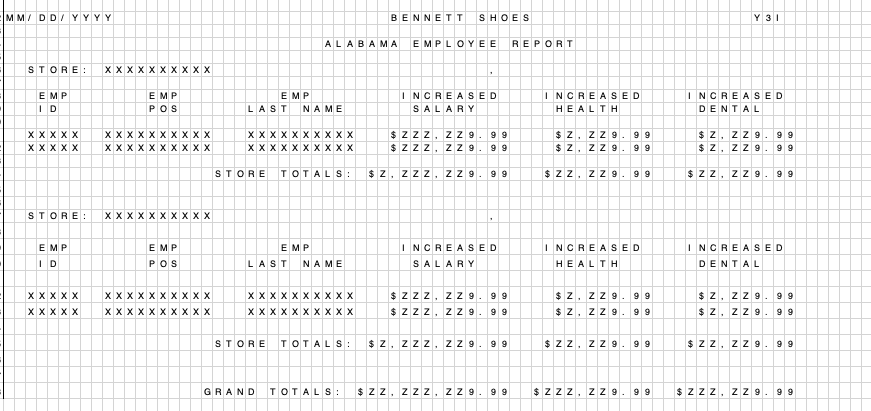 MM/DD/YYYY BENNETT SHOES Y3I
ALABAMA EMPLOYEE REPORT
STORE: XXXXXXXXXX .
EMP EMP EMP INCREASED INCREASED INCREASED
ID POS LAST NAME SALARY HEALTH DENTAL
XXXXX XXXXXXXXXX XXXXXXXXXX $ZZZ,ZZ9.99 $Z,ZZ9.99 $Z,ZZ9.99
XXXXX XXXXXXXXXX XXXXXXXXXX $ZZZ,ZZ9.99 $Z,ZZ9.99 $Z,ZZ9.99
STORE TOTALS: $Z,ZZZ,ZZ9.99 $Z,ZZ9.99 $Z,ZZ9.99
STORE: XXXXXXXXXX .
EMP EMP EMP INCREASED INCREASED INCREASED
ID POS LAST NAME SALARY HEALTH DENTAL
XXXXX XXXXXXXXXX XXXXXXXXXX $ZZZ,ZZ9.99 $Z,ZZ9.99 $Z,ZZ9.99
XXXXX XXXXXXXXXX XXXXXXXXXX $ZZZ,ZZ9.99 $Z,ZZ9.99 $Z,ZZ9.99
STORE TOTALS: $Z,ZZZ,ZZ9.99 $Z,ZZ9.99 $Z,ZZ9.99
GRAND TOTALS: $ZZ,ZZZ,ZZ9.99 $ZZZ,ZZ9.99 $ZZZ,ZZ9.99